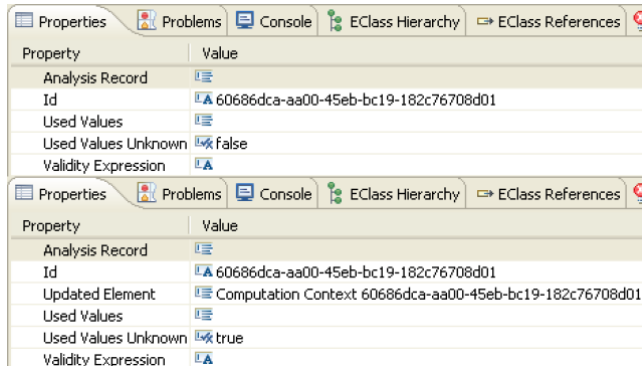 Properties Problems Console EClass Hierarchy EClass References
Property Value
Analysis Record
Id 60686dca-aa00-45eb-bc19-182c76708d01
Used Values
Used Values Unknown false
Validity Expression
Properties Problems Console EClass Hierarchy EClass References
Property Value
Analysis Record
Id 60686dca-aa00-45eb-bc19-182c76708d01
Updated Element Computation Context 60686dca-aa00-45eb-bc19-182c76708d01
Used Values
Used Values Unknown true
Validity Expression